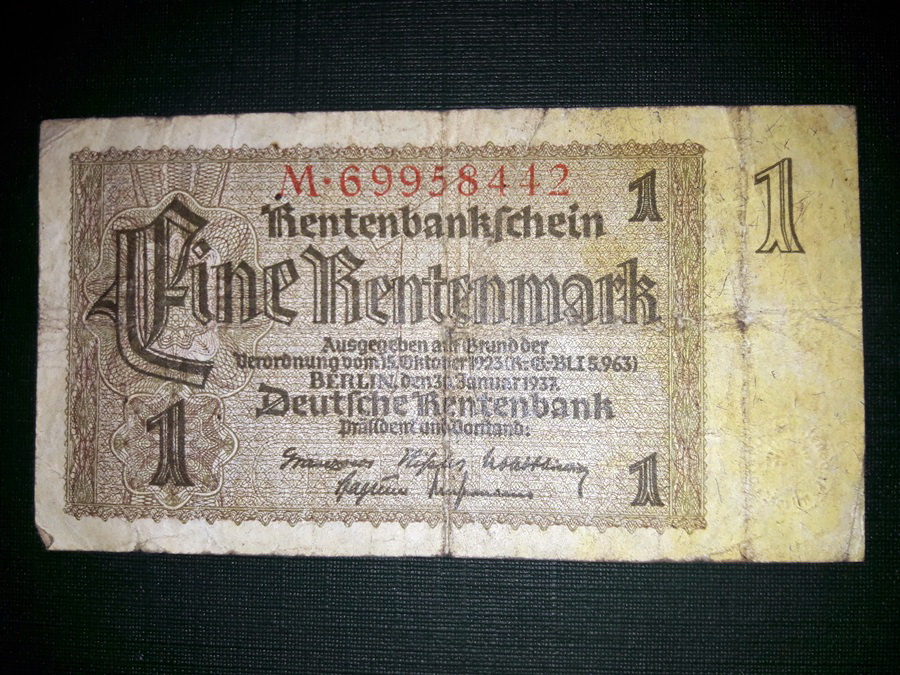 M·69958442
1
1
Rentenbankschein
Eine Rentenmark
Ausgegeben auf Grund der
Verordnung vom 15. Oktober 1923 (R.-G.-Bl. I S. 963)
BERLIN, den 30. Januar 1937
Deutsche Rentenbank
Präsident und Vorstand:
1
1